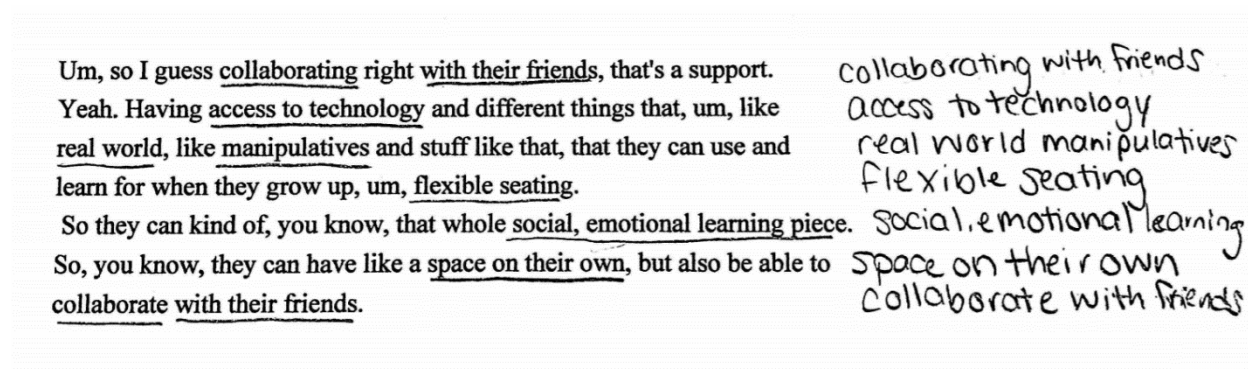 Um, so I guess collaborating right with their friends, that's a support.
collaborating with friends
Yeah. Having access to technology and different things that, um, like
access to technology
real world, like manipulatives and stuff like that, that they can use and
real world manipulatives
learn for when they grow up, um, flexible seating.
flexible seating
So they can kind of, you know, that whole social, emotional learning piece.
social, emotional learning
So, you know, they can have like a space on their own, but also be able to
space on their own
collaborate with their friends.
collaborate with friends